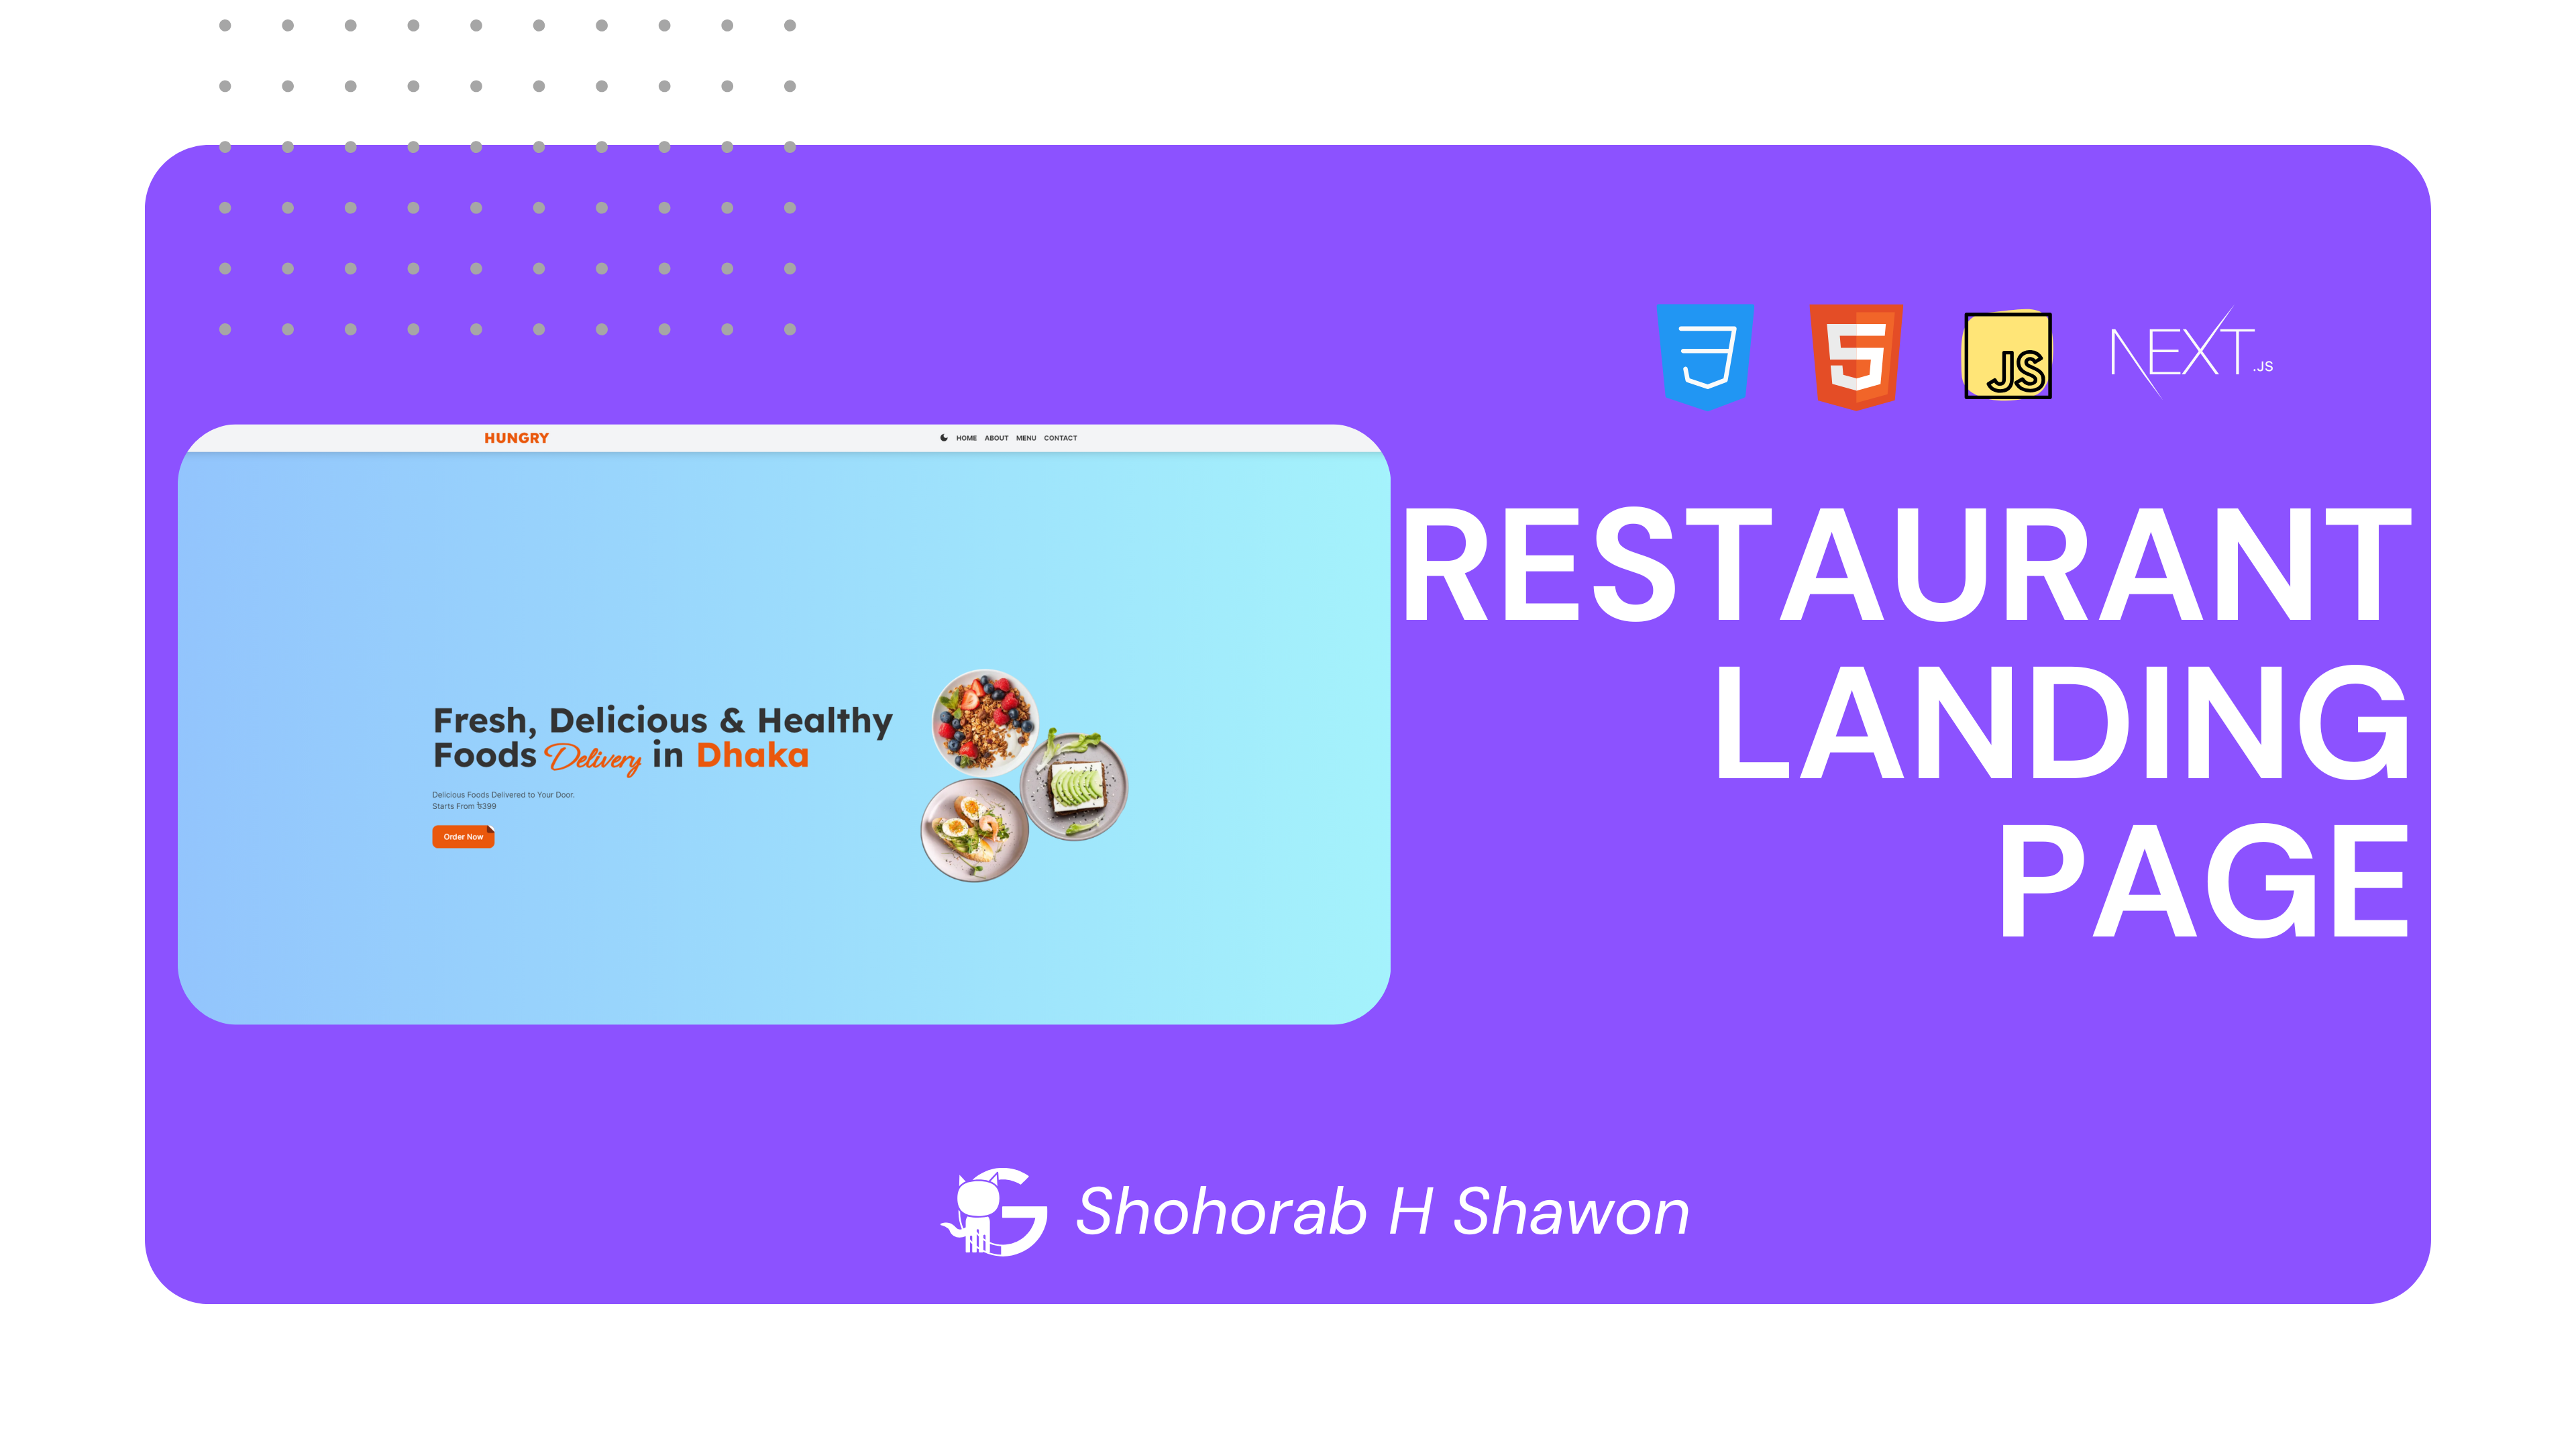 JS
NEXT.JS
HUNGRY
HOME ABOUT MENU CONTACT
Fresh, Delicious & Healthy
Foods Delivery in Dhaka
Delicious Foods Delivered to Your Door.
Starts From ৳399
Order Now
RESTAURANT
LANDING
PAGE
Shohorab H Shawon